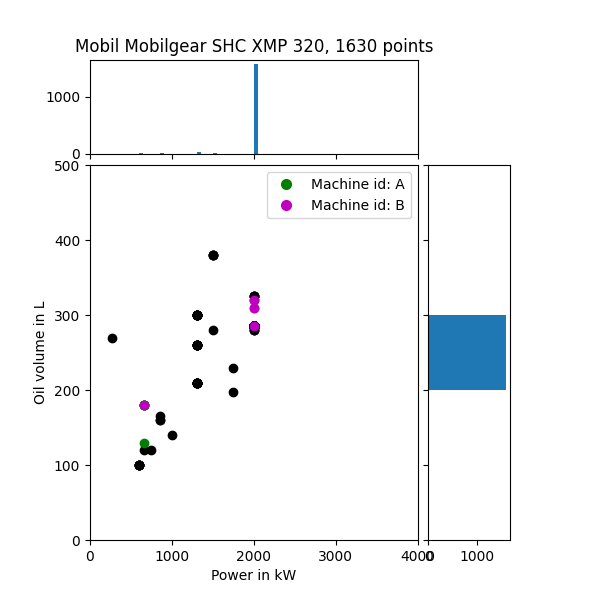 Mobil Mobilgear SHC XMP 320, 1630 points
1000
0
500
400
300
200
100
0
Oil volume in L
Machine id: A
Machine id: B
0 1000 2000 3000 4000
0 1000
Power in kW